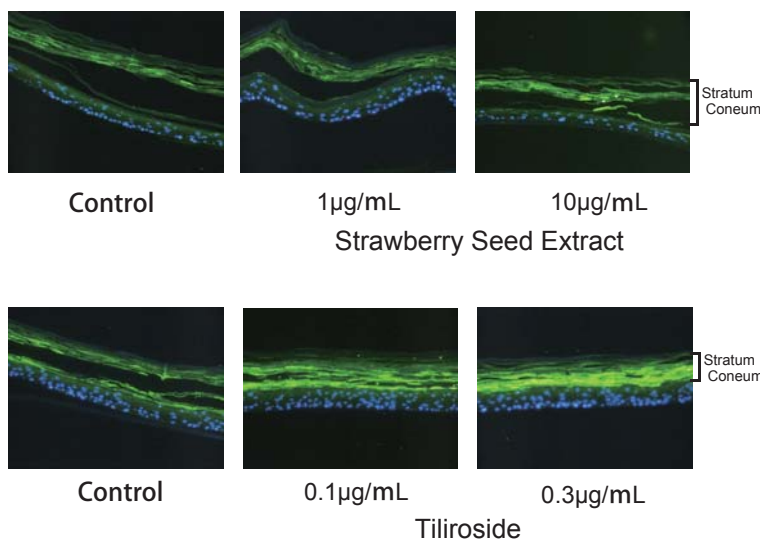 Stratum
Coneum
Control
1μg/mL
10μg/mL
Strawberry Seed Extract
Stratum
Coneum
Control
0.1μg/mL
0.3μg/mL
Tiliroside